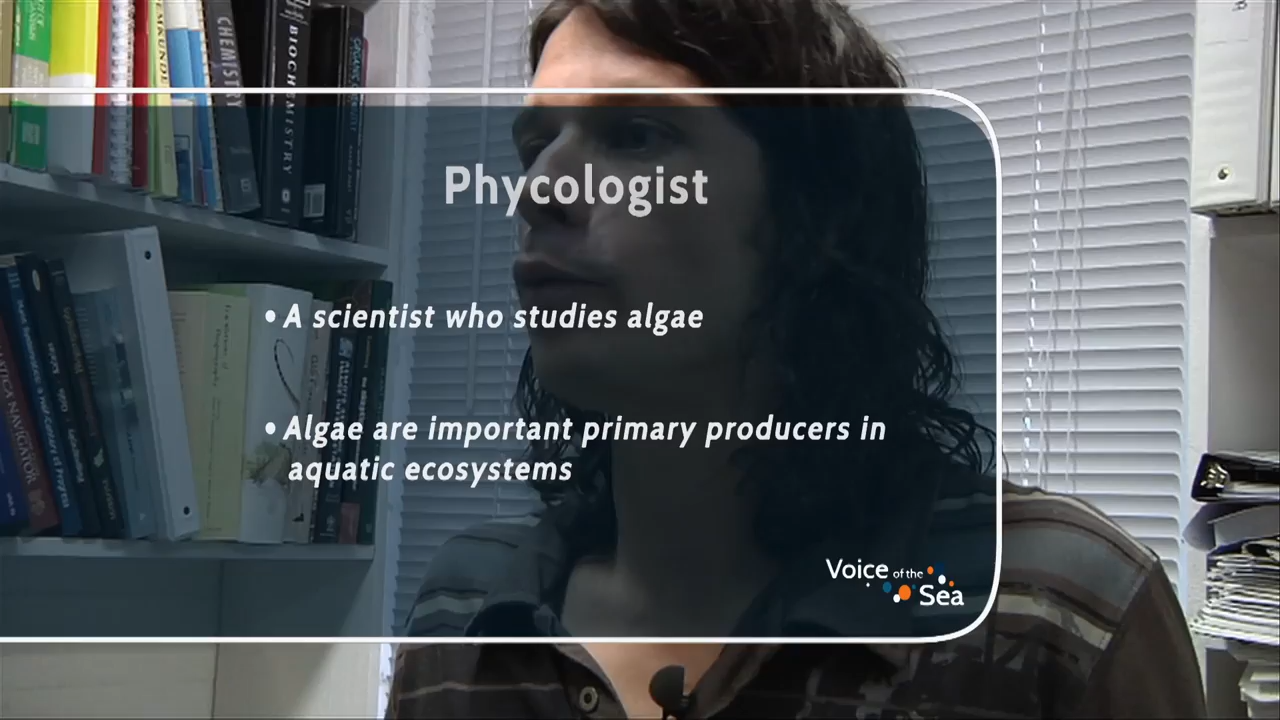 CHEMISTRY
BIOCHEMISTRY
Phycologist
• A scientist who studies algae
• Algae are important primary producers in
aquatic ecosystems
NAVIGATOR
Voice of the
Sea